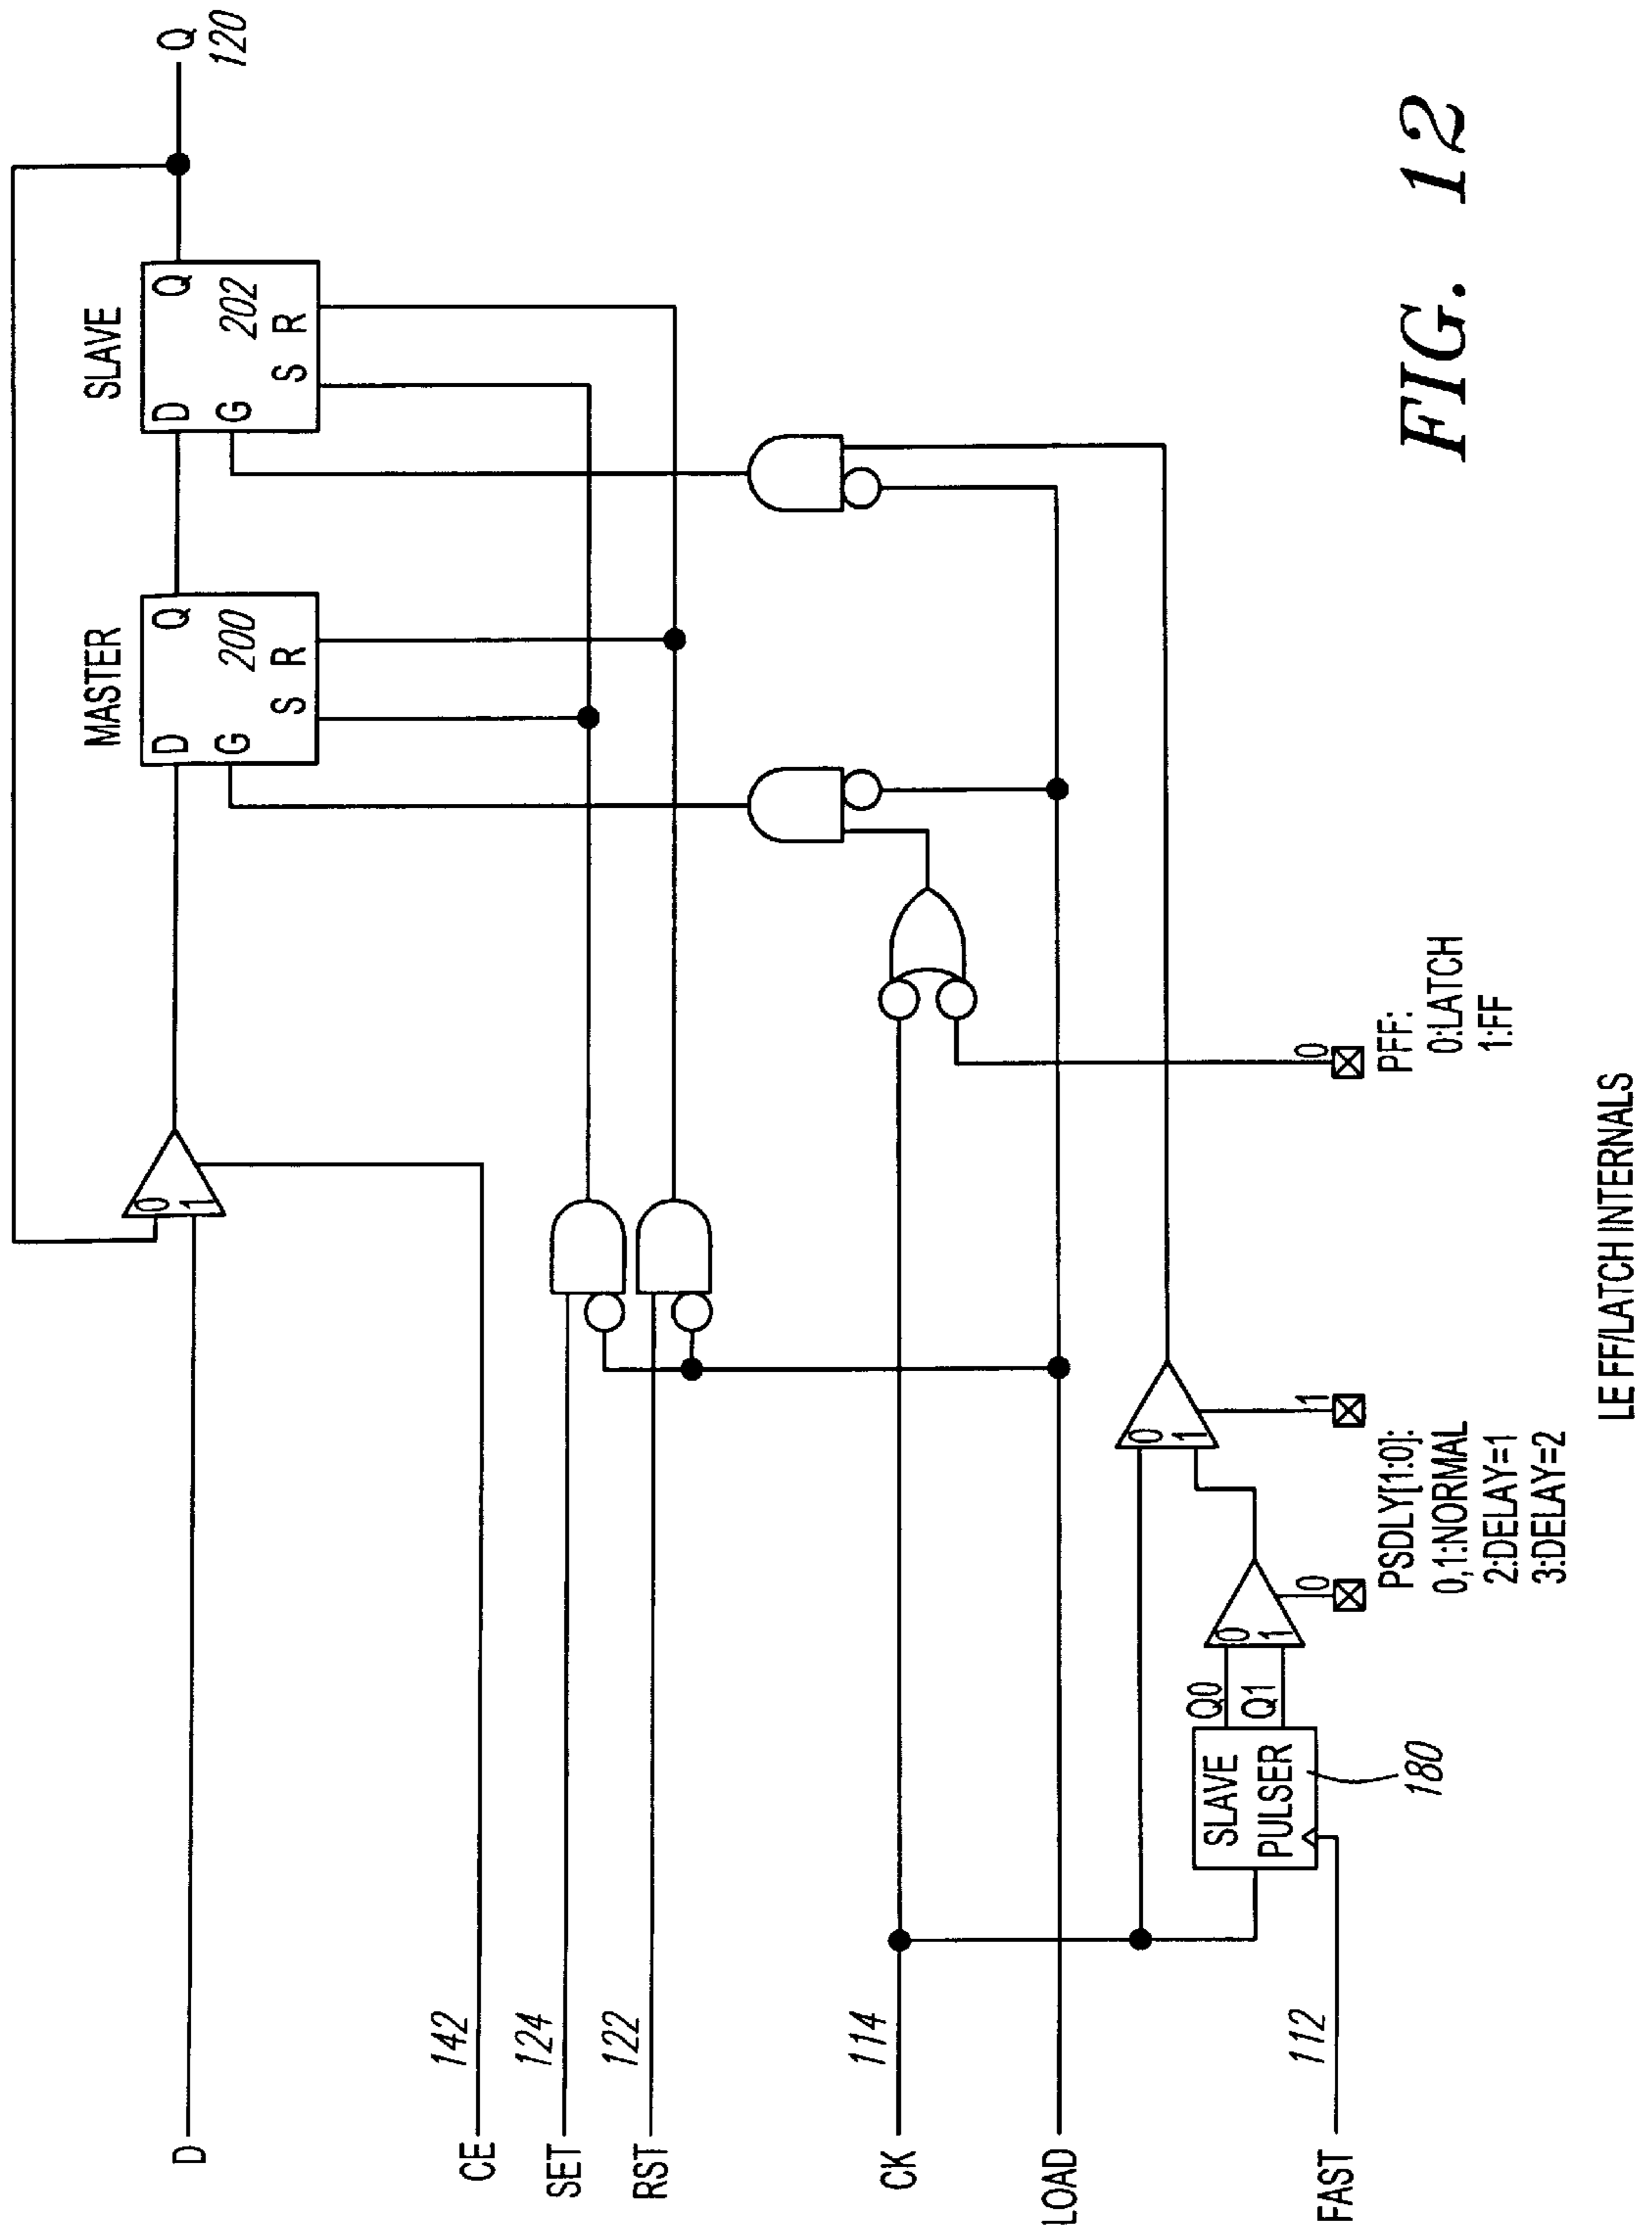 Q
120
SLAVE
D
Q
G
202
S
R
MASTER
D
Q
G
200
S
R
0
1
D
CE
142
SET
124
RST
122
CK
114
LOAD
FAST
112
SLAVE
PULSER
180
Q0
Q1
0
1
0
1
0
1
PSDLY[1:0]:
0,1:NORMAL
2:DELAY=1
3:DELAY=2
0
PFF:
0:LATCH
1:FF
LE FF/LATCH INTERNALS
FIG. 12